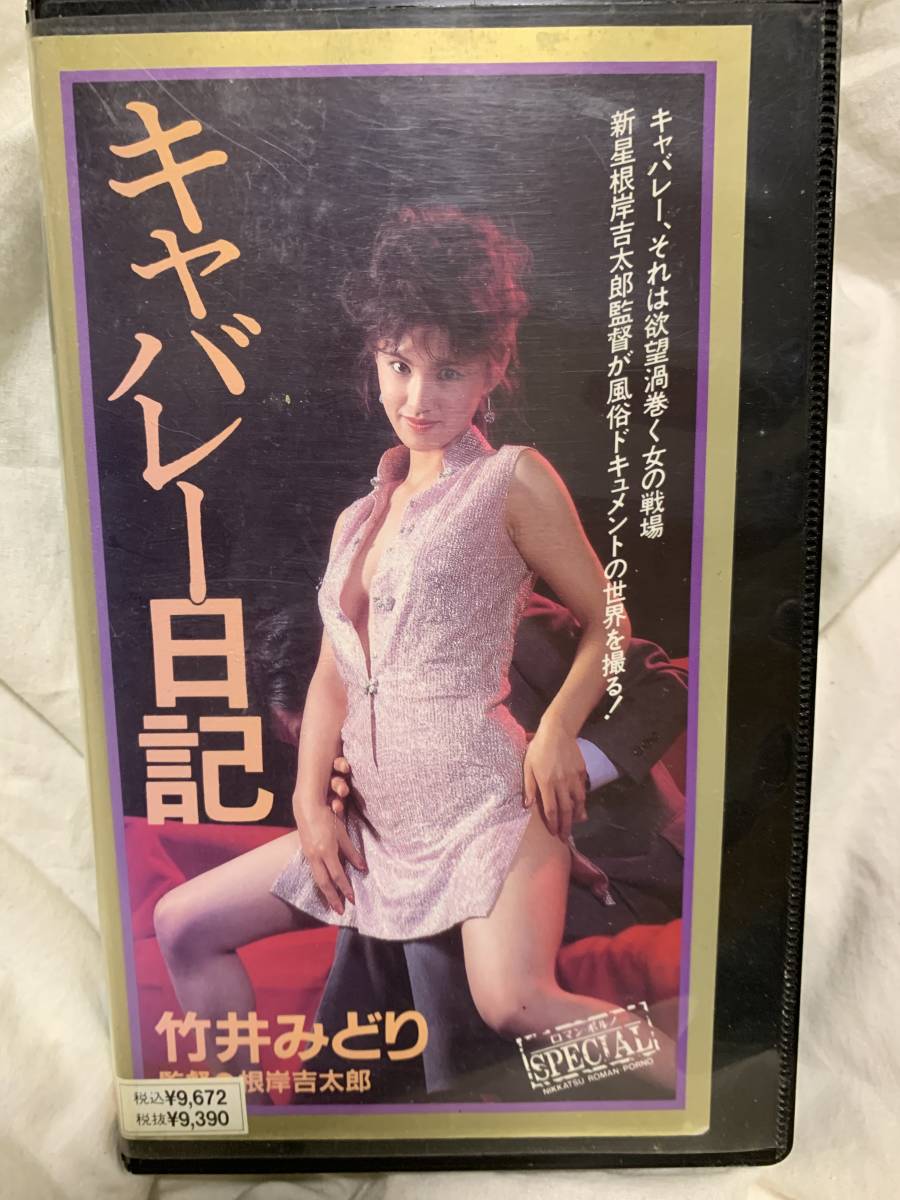 キャバレー、それは欲望渦巻く女の戦場
新星根岸吉太郎監督が風俗ドキュメントの世界を撮る!
キャバレー日記
竹井みどり
監督●根岸吉太郎
ロマンポルノ
SPECIAL
NIKKATSU ROMAN PORNO
税込¥9,672
税抜¥9,390